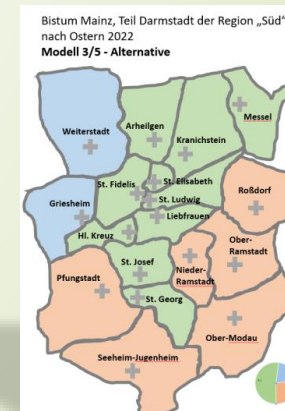 Bistum Mainz, Teil Darmstadt der Region „Süd“
nach Ostern 2022
Modell 3/5 - Alternative
Messel
Weiterstadt
Arheilgen
Kranichstein
St. Fidelis
St. Elisabeth
Roßdorf
St. Ludwig
Griesheim
Liebfrauen
Hl. Kreuz
Ober-
Ramstadt
St. Josef
Nieder-
Ramstadt
Pfungstadt
St. Georg
Ober-Modau
Seeheim-Jugenheim